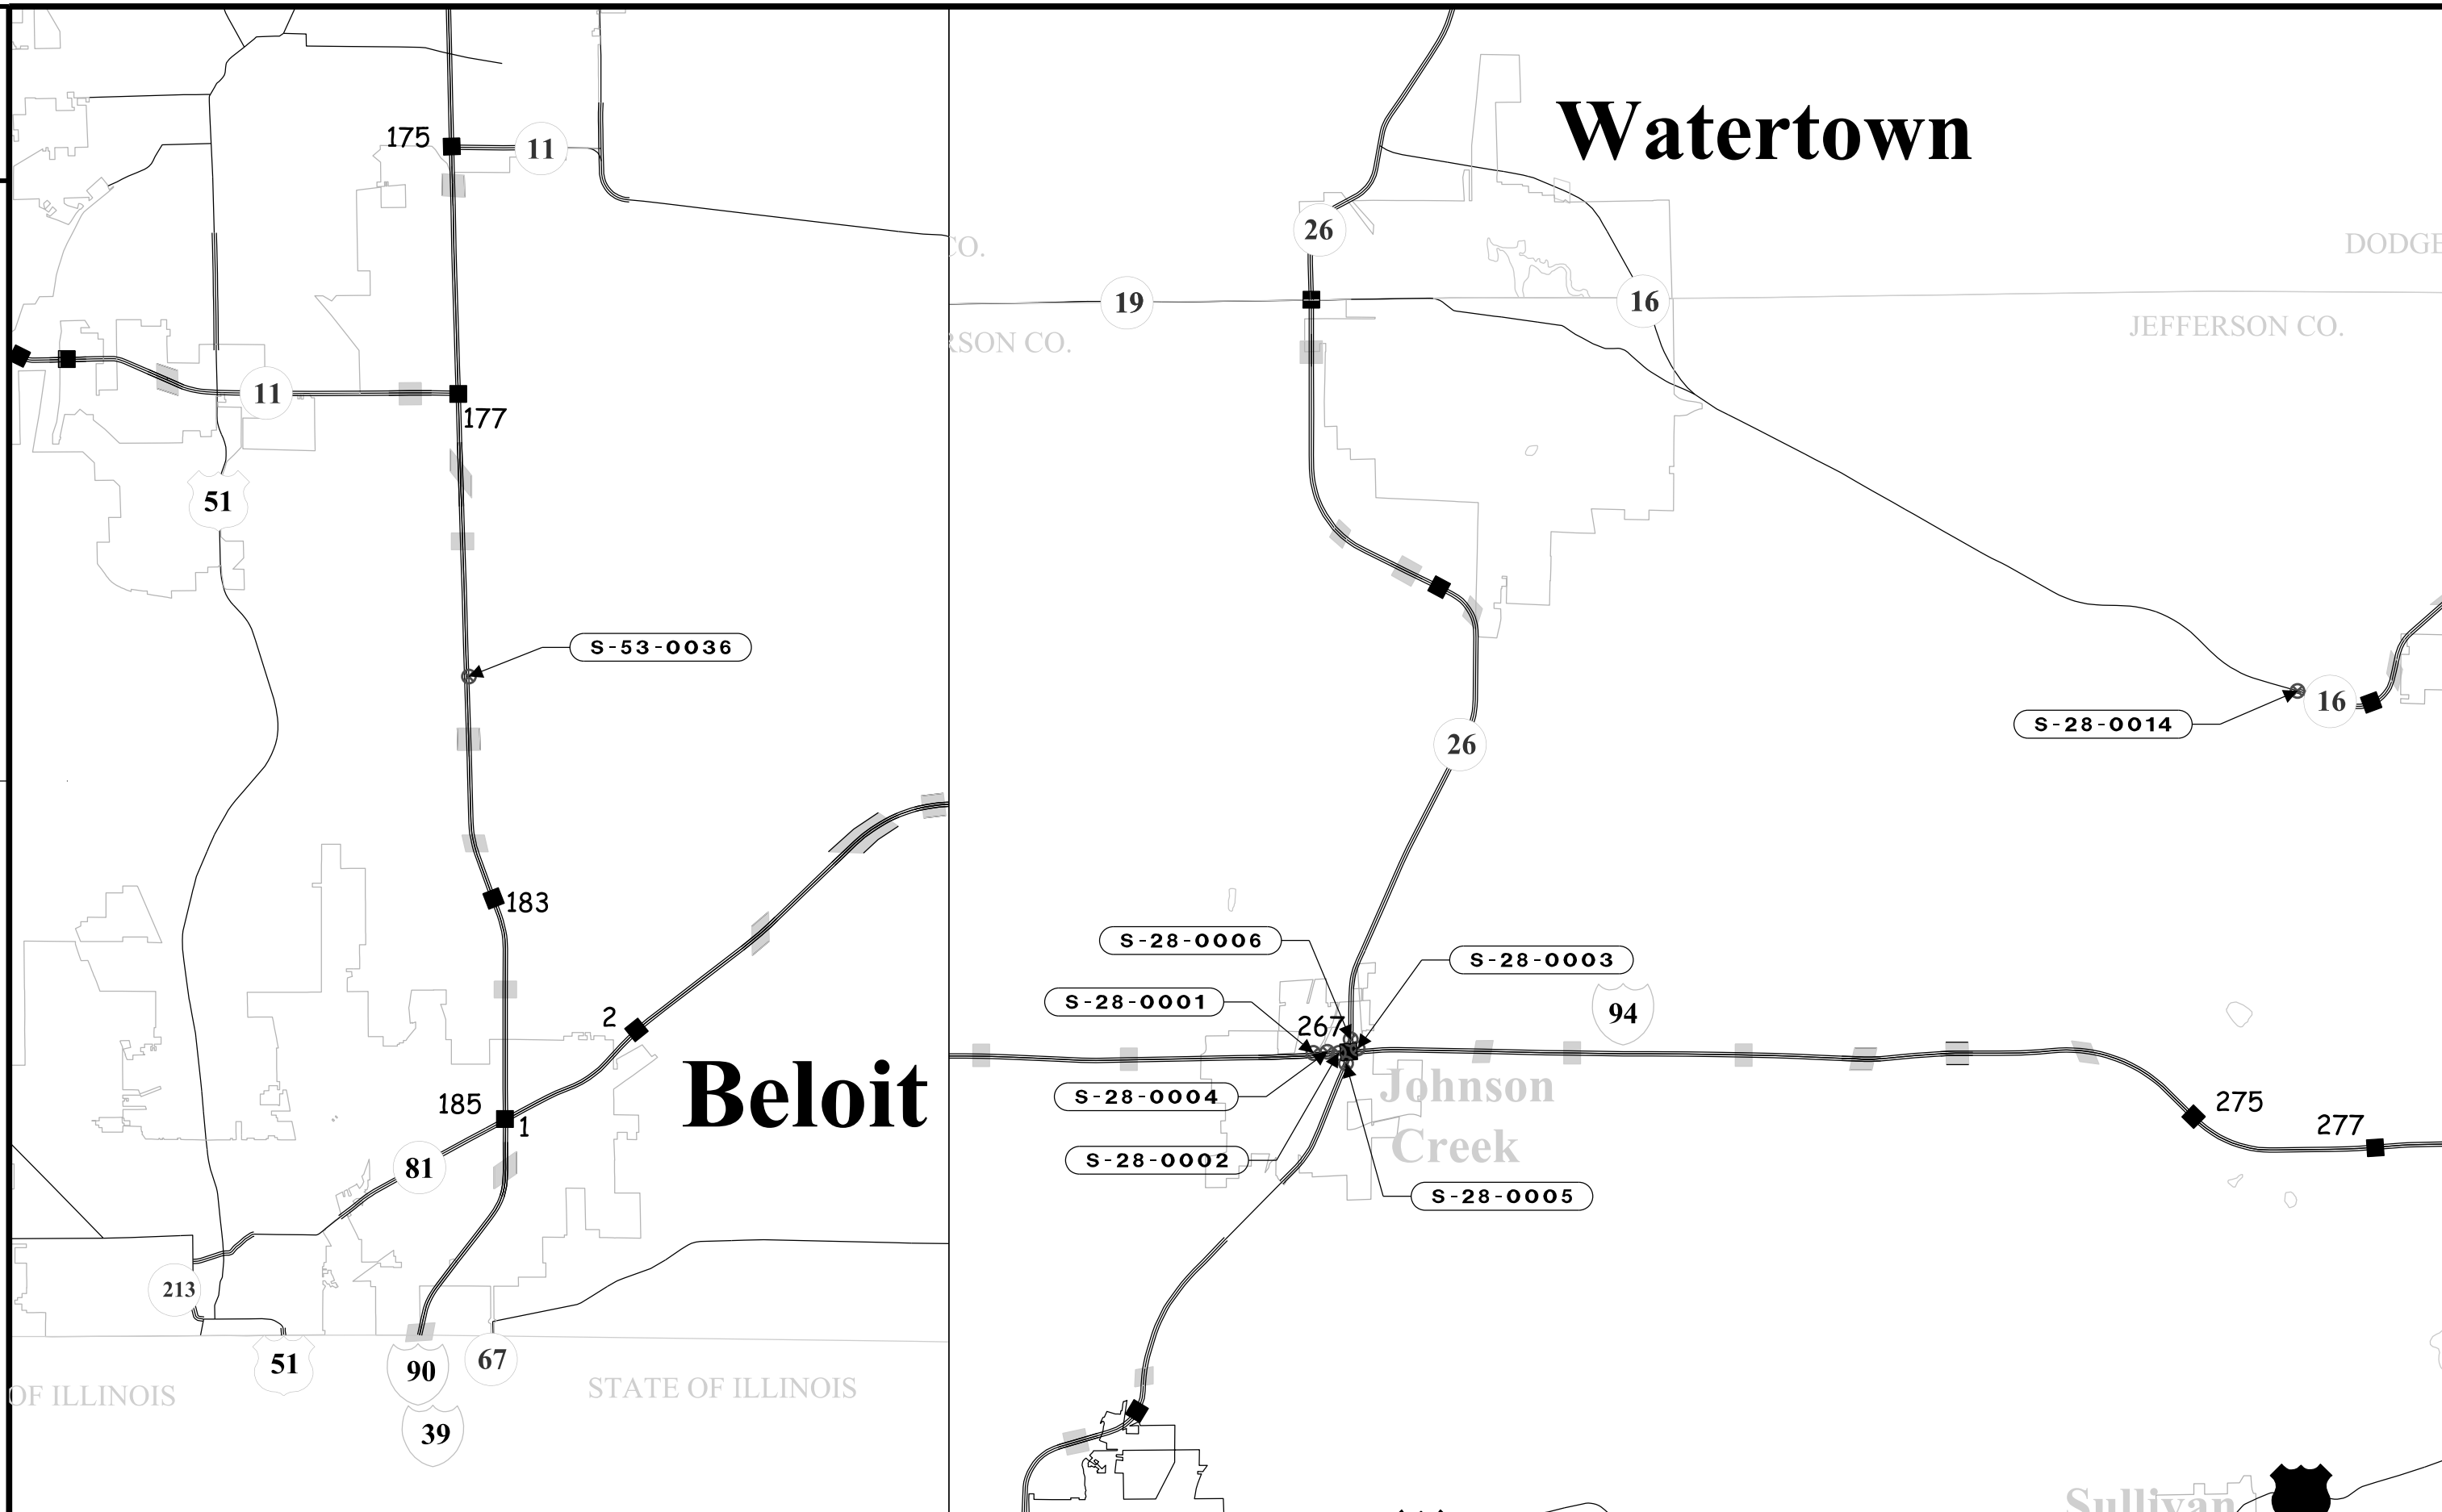 175
11
11
177
51
S-53-0036
183
2
Beloit
185
1
81
213
51
90
67
39
OF ILLINOIS
STATE OF ILLINOIS
Watertown
26
CO.
DODGE
19
16
SON CO.
JEFFERSON CO.
S-28-0014
16
26
S-28-0006
S-28-0003
S-28-0001
94
267
S-28-0004
Johnson
Creek
275
277
S-28-0002
S-28-0005
Sullivan